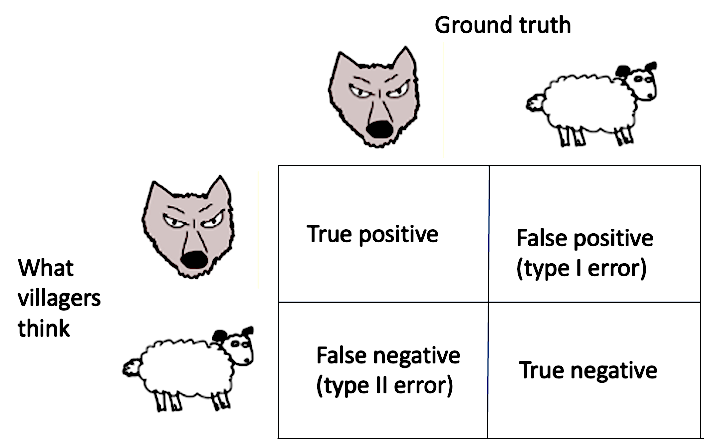 Ground truth
True positive
False positive
(type I error)
What
villagers
think
False negative
(type II error)
True negative